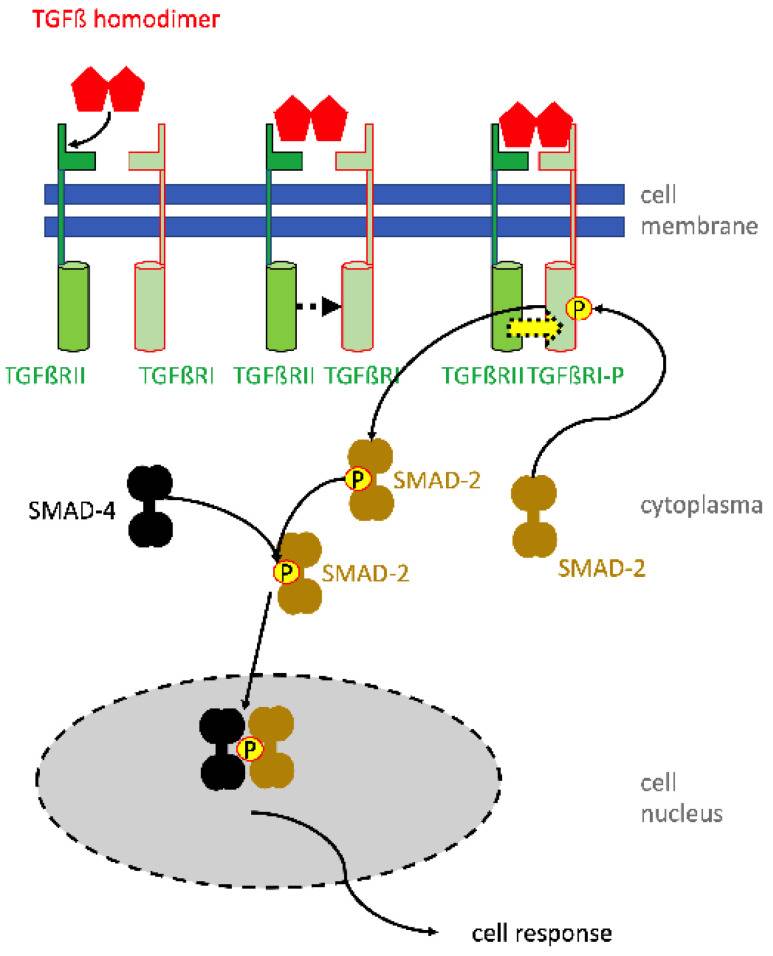 TGFß homodimer
cell
membrane
P
TGFßRII TGFßRI TGFßRII TGFßRI TGFßRII TGFßRI-P
P SMAD-2
SMAD-4
cytoplasma
P SMAD-2
SMAD-2
P
cell
nucleus
cell response